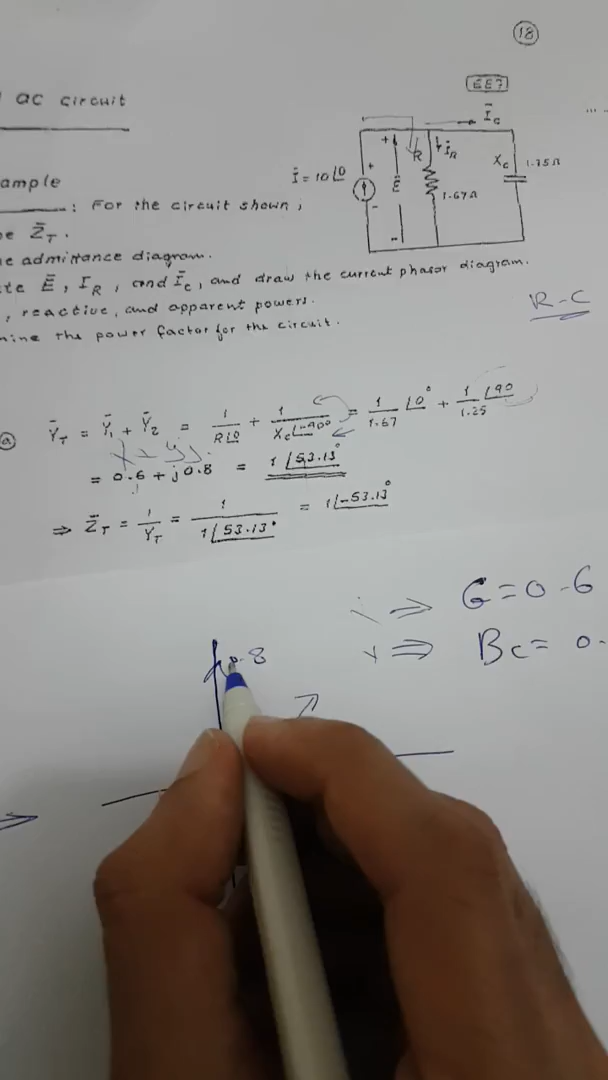 18
EE7
ac circuit
Īc
+
R
ĪR
Xc
1.25Ω
Ī = 10∠0
+
Ē
1.67Ω
-
-
ample
: For the circuit shown ;
Z̄T .
admittance diagram.
Ē , IR , and Īc , and draw the current phasor diagram.
, reactive, and apparent powers.
the power factor for the circuit.
R-C
a
ȲT = Ȳ1 + Ȳ2 = 1/R∠0 + 1/Xc∠-90° = 1/1.67 ∠0° + 1/1.25 ∠90
= 0.6 + j0.8 = 1∠53.13°
⇒ Z̄T = 1/YT = 1/1∠53.13° = 1∠-53.13°
⇒ G = 0.6
⇒ Bc = 0.
0.8